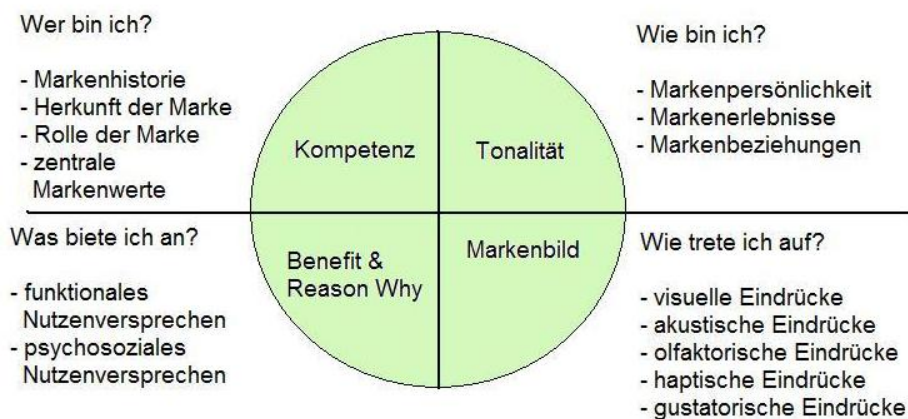 Wer bin ich?
- Markenhistorie
- Herkunft der Marke
- Rolle der Marke
- zentrale
Markenwerte
Kompetenz
Tonalität
Wie bin ich?
- Markenpersönlichkeit
- Markenerlebnisse
- Markenbeziehungen
Was biete ich an?
- funktionales
Nutzenversprechen
- psychosoziales
Nutzenversprechen
Benefit &
Reason Why
Markenbild
Wie trete ich auf?
- visuelle Eindrücke
- akustische Eindrücke
- olfaktorische Eindrücke
- haptische Eindrücke
- gustatorische Eindrücke